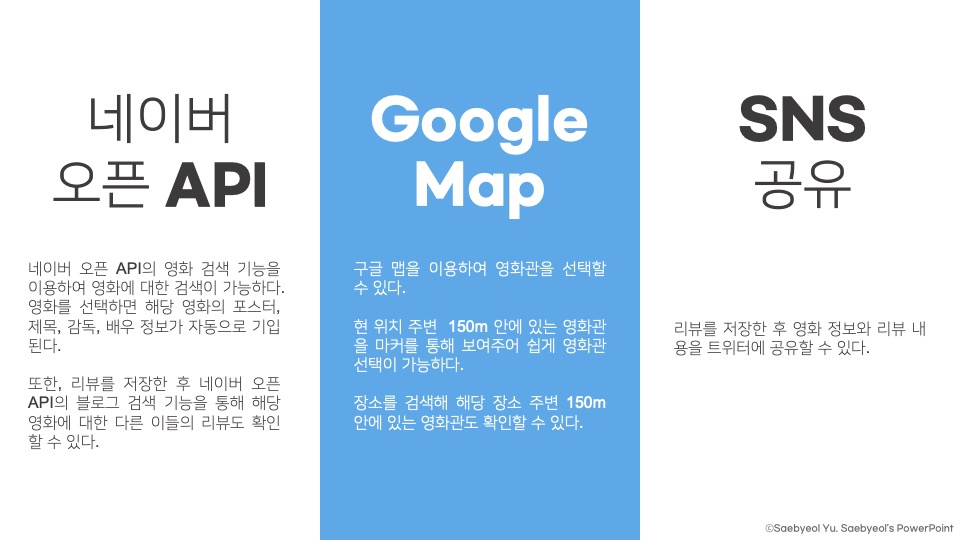 네이버
오픈 API
네이버 오픈 API의 영화 검색 기능을
이용하여 영화에 대한 검색이 가능하다.
영화를 선택하면 해당 영화의 포스터,
제목, 감독, 배우 정보가 자동으로 기입
된다.
또한, 리뷰를 저장한 후 네이버 오픈
API의 블로그 검색 기능을 통해 해당
영화에 대한 다른 이들의 리뷰도 확인
할 수 있다.
Google
Map
구글 맵을 이용하여 영화관을 선택할
수 있다.
현 위치 주변 150m 안에 있는 영화관
을 마커를 통해 보여주어 쉽게 영화관
선택이 가능하다.
장소를 검색해 해당 장소 주변 150m
안에 있는 영화관도 확인할 수 있다.
SNS
공유
리뷰를 저장한 후 영화 정보와 리뷰 내
용을 트위터에 공유할 수 있다.
©Saebyeol Yu. Saebyeol's PowerPoint